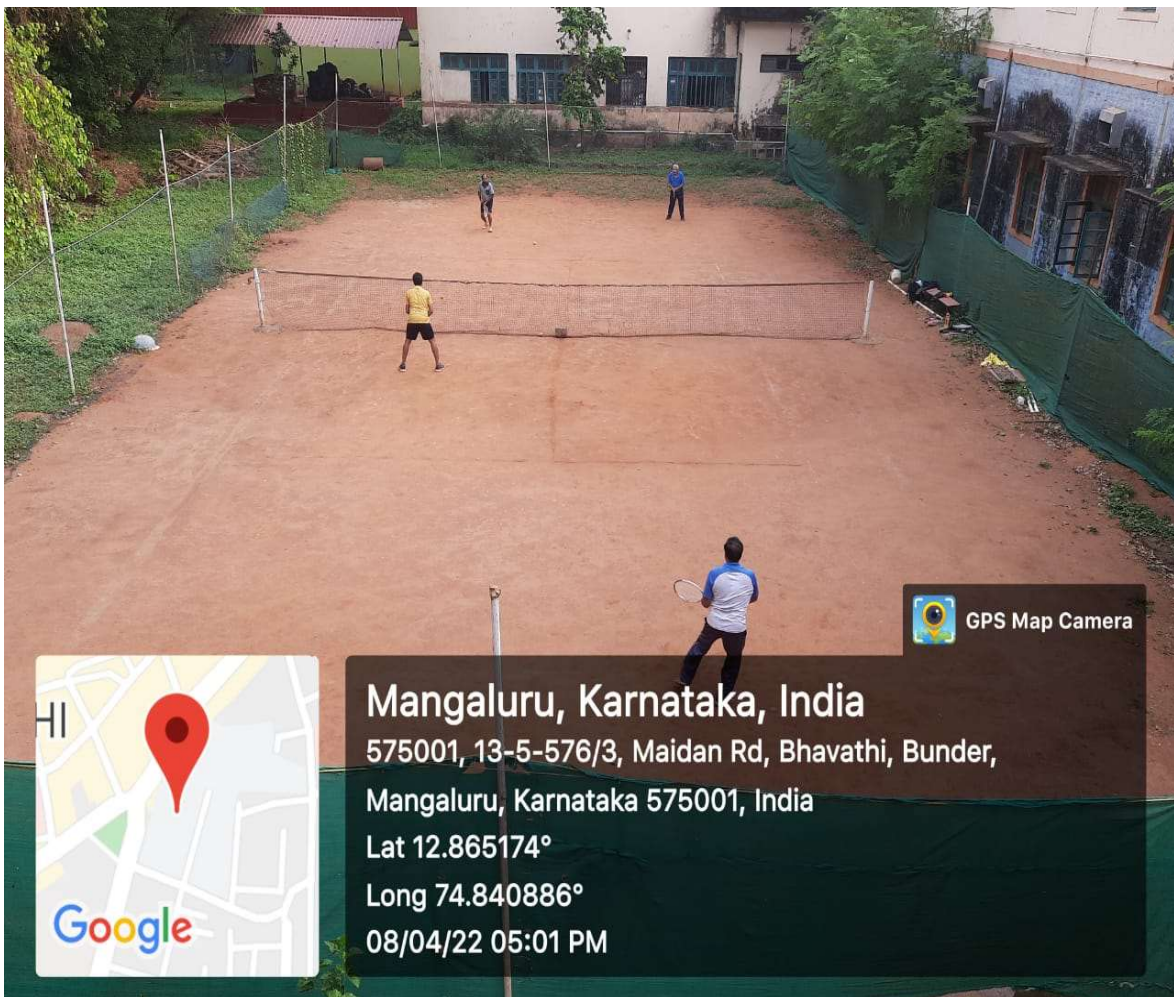 GPS Map Camera
HI
Google
Mangaluru, Karnataka, India
575001, 13-5-576/3, Maidan Rd, Bhavathi, Bunder,
Mangaluru, Karnataka 575001, India
Lat 12.865174°
Long 74.840886°
08/04/22 05:01 PM